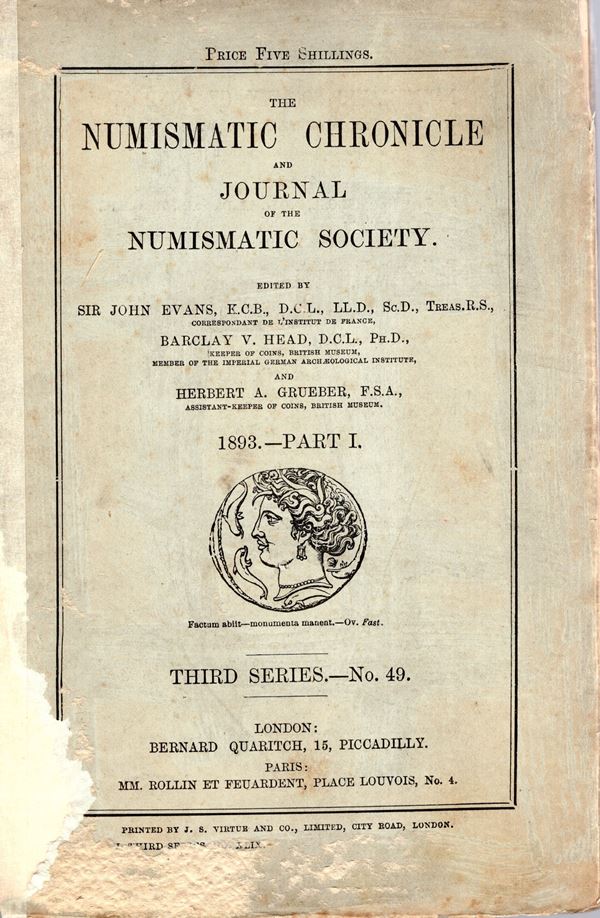 PRICE FIVE SHILLINGS.
THE
NUMISMATIC CHRONICLE
AND
JOURNAL
OF THE
NUMISMATIC SOCIETY.
EDITED BY
SIR JOHN EVANS, K.C.B., D.C.L., LL.D., Sc.D., TREAS.R.S.,
CORRESPONDANT DE L'INSTITUT DE FRANCE,
BARCLAY V. HEAD, D.C.L., PH.D.,
KEEPER OF COINS, BRITISH MUSEUM,
MEMBER OF THE IMPERIAL GERMAN ARCHÆOLOGICAL INSTITUTE,
AND
HERBERT A. GRUEBER, F.S.A.,
ASSISTANT-KEEPER OF COINS, BRITISH MUSEUM.
1893.—PART I.
Factum abiit—monumenta manent.—Ov. Fast.
THIRD SERIES.—No. 49.
LONDON:
BERNARD QUARITCH, 15, PICCADILLY.
PARIS:
MM. ROLLIN ET FEUARDENT, PLACE LOUVOIS, No. 4.
PRINTED BY J. S. VIRTUE AND CO., LIMITED, CITY ROAD, LONDON.
THIRD